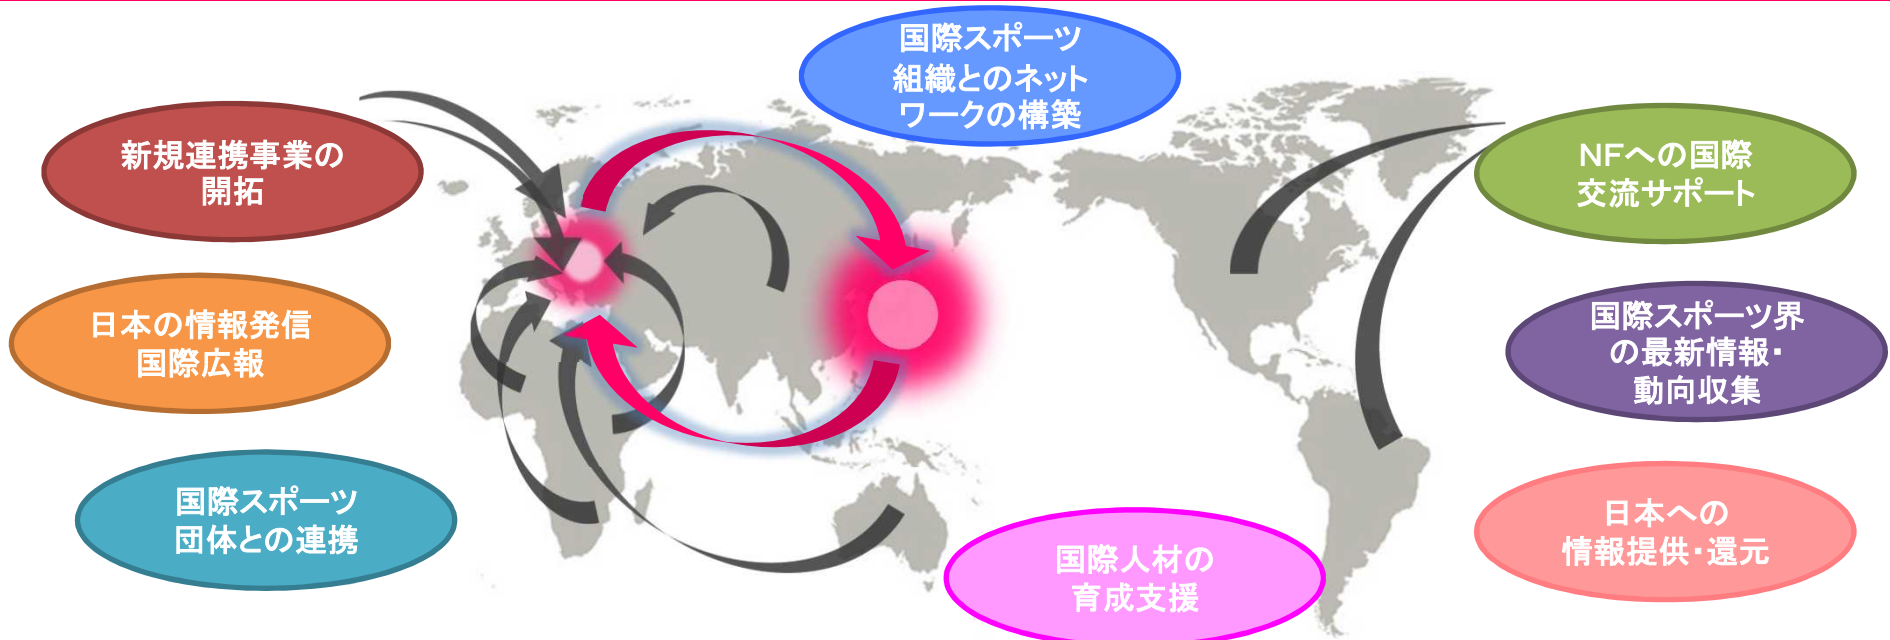 国際スポーツ
組織とのネット
ワークの構築
新規連携事業の
開拓
NFへの国際
交流サポート
日本の情報発信
国際広報
国際スポーツ界
の最新情報・
動向収集
国際スポーツ
団体との連携
日本への
情報提供・還元
国際人材の
育成支援